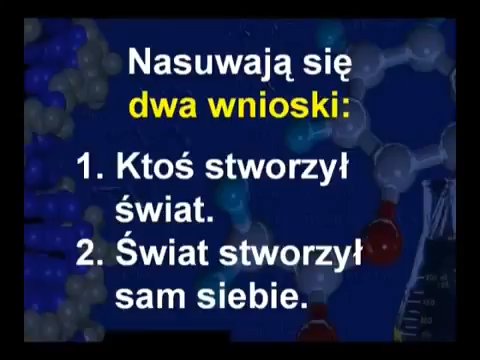 Nasuwają się
dwa wnioski:
1. Ktoś stworzył
świat.
2. Świat stworzył
sam siebie.